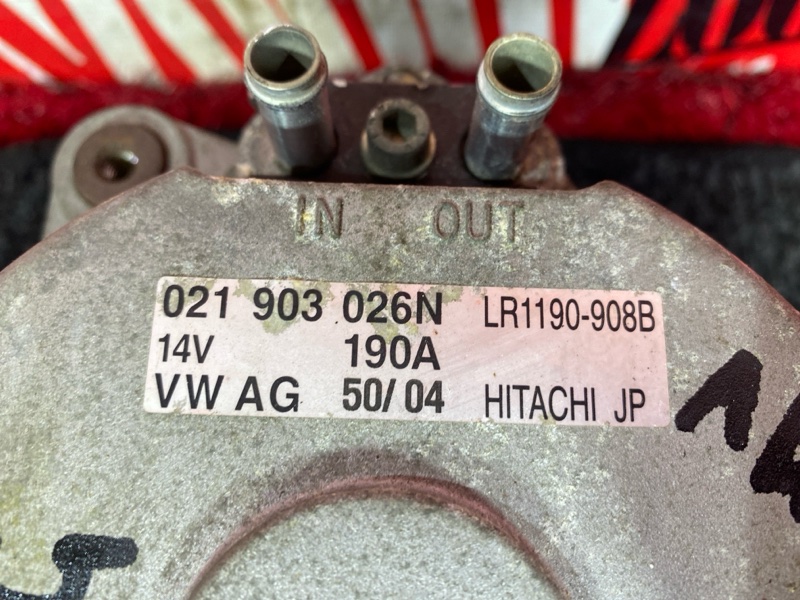 IN OUT
021 903 026N LR1190-908B
14V 190A
VW AG 50/04 HITACHI JP